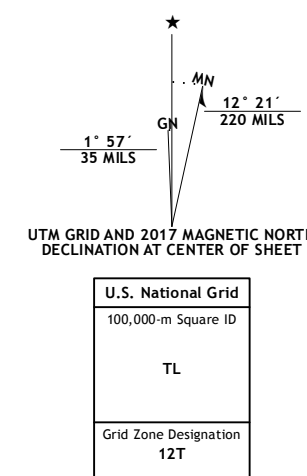 ★
MN
GN
12° 21´
220 MILS
1° 57´
35 MILS
UTM GRID AND 2017 MAGNETIC NORT
DECLINATION AT CENTER OF SHEET
U.S. National Grid
100,000-m Square ID
TL
Grid Zone Designation
12T